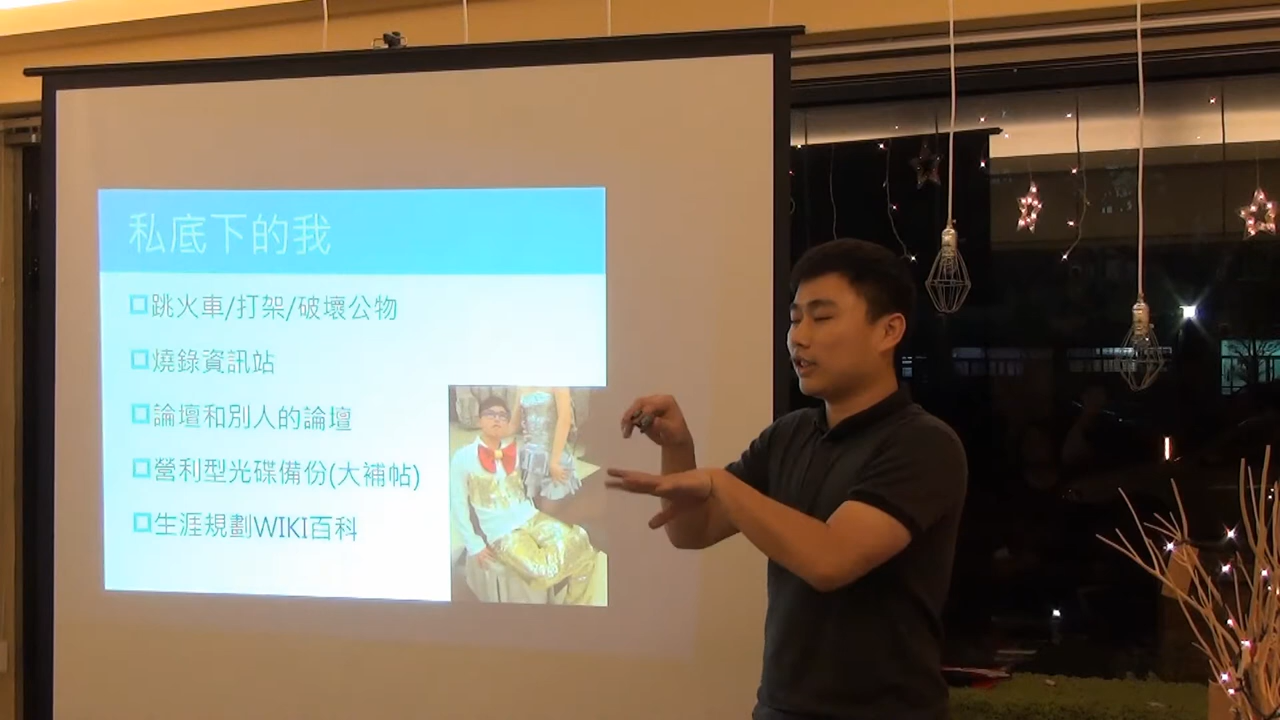 私底下的我
跳火車/打架/破壞公物
燒錄資訊站
論壇和別人的論壇
營利型光碟備份(大補帖)
生涯規劃WIKI百科